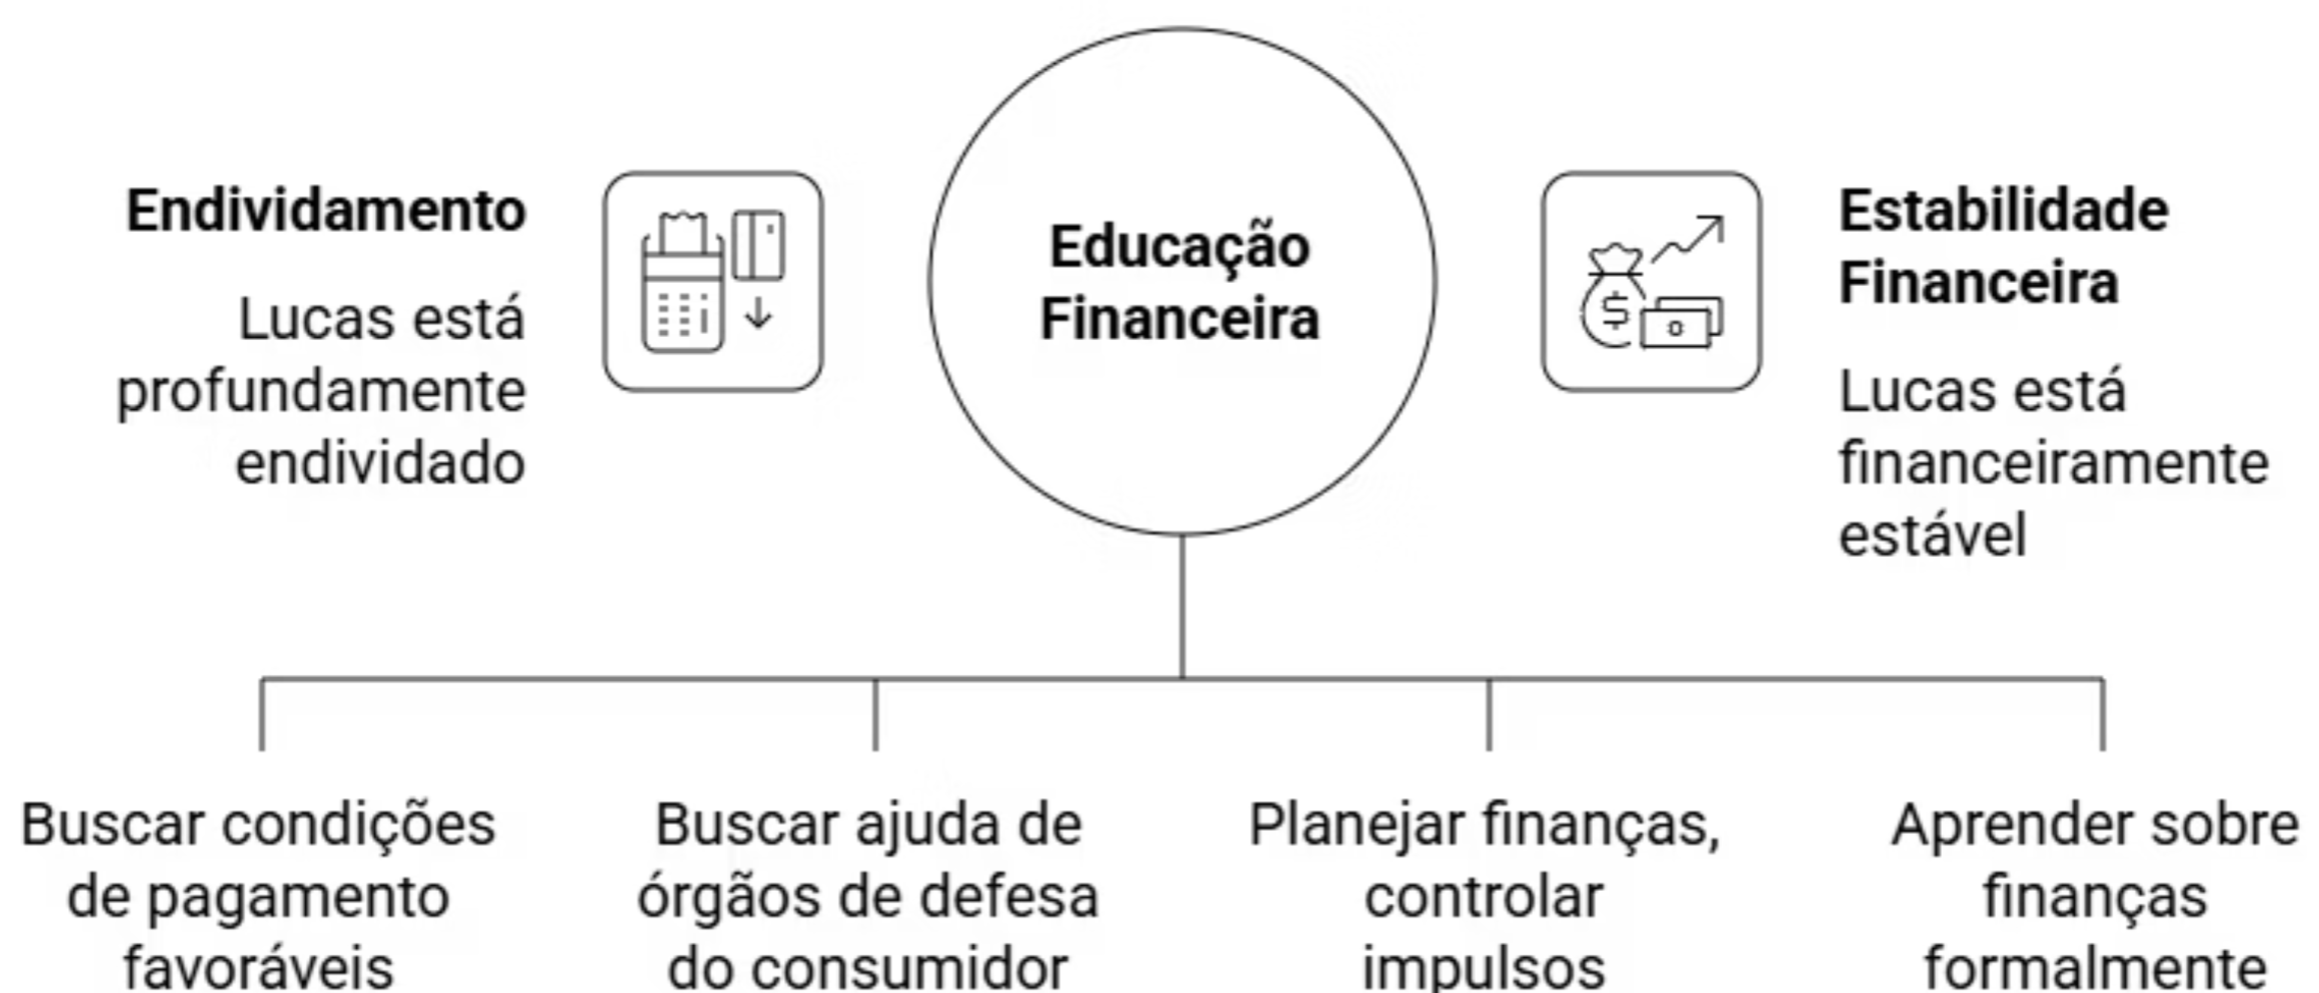 Endividamento
Lucas está
profundamente
endividado
Educação
Financeira
Estabilidade
Financeira
Lucas está
financeiramente
estável
Buscar condições
de pagamento
favoráveis
Buscar ajuda de
órgãos de defesa
do consumidor
Planejar finanças,
controlar
impulsos
Aprender sobre
finanças
formalmente